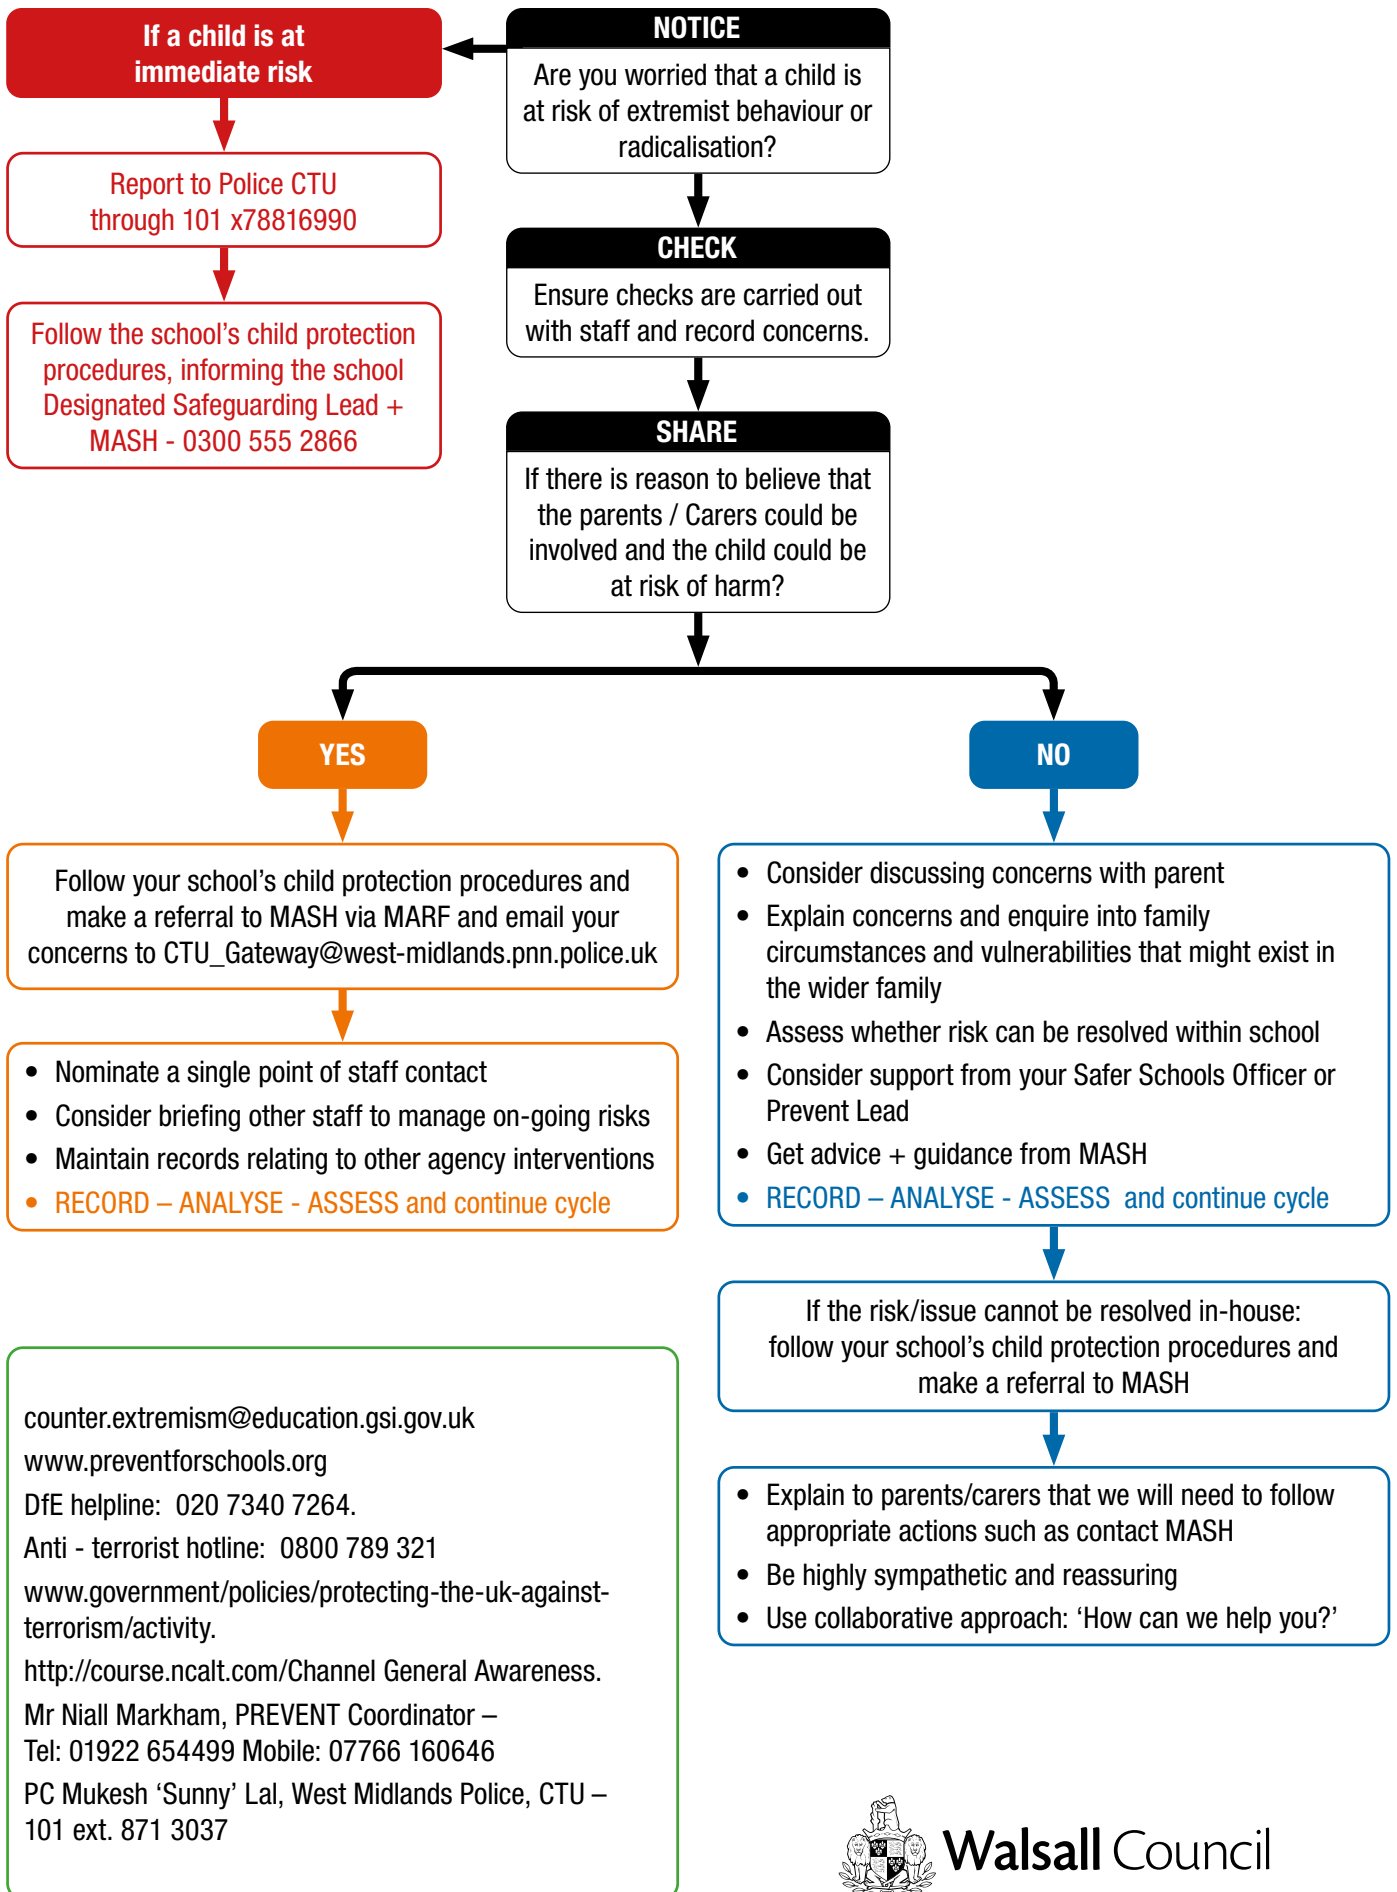 If a child is at
immediate risk
Report to Police CTU
through 101 x78816990
Follow the school’s child protection
procedures, informing the school
Designated Safeguarding Lead +
MASH - 0300 555 2866
NOTICE
Are you worried that a child is
at risk of extremist behaviour or
radicalisation?
CHECK
Ensure checks are carried out
with staff and record concerns.
SHARE
If there is reason to believe that
the parents / Carers could be
involved and the child could be
at risk of harm?
YES
Follow your school’s child protection procedures and
make a referral to MASH via MARF and email your
concerns to CTU_Gateway@west-midlands.pnn.police.uk
• Nominate a single point of staff contact
• Consider briefing other staff to manage on-going risks
• Maintain records relating to other agency interventions
• RECORD – ANALYSE - ASSESS and continue cycle
NO
• Consider discussing concerns with parent
• Explain concerns and enquire into family
circumstances and vulnerabilities that might exist in
the wider family
• Assess whether risk can be resolved within school
• Consider support from your Safer Schools Officer or
Prevent Lead
• Get advice + guidance from MASH
• RECORD – ANALYSE - ASSESS and continue cycle
If the risk/issue cannot be resolved in-house:
follow your school’s child protection procedures and
make a referral to MASH
• Explain to parents/carers that we will need to follow
appropriate actions such as contact MASH
• Be highly sympathetic and reassuring
• Use collaborative approach: ‘How can we help you?’
counter.extremism@education.gsi.gov.uk
www.preventforschools.org
DfE helpline: 020 7340 7264.
Anti - terrorist hotline: 0800 789 321
www.government/policies/protecting-the-uk-against-
terrorism/activity.
http://course.ncalt.com/Channel General Awareness.
Mr Niall Markham, PREVENT Coordinator –
Tel: 01922 654499 Mobile: 07766 160646
PC Mukesh ‘Sunny’ Lal, West Midlands Police, CTU –
101 ext. 871 3037
Walsall Council